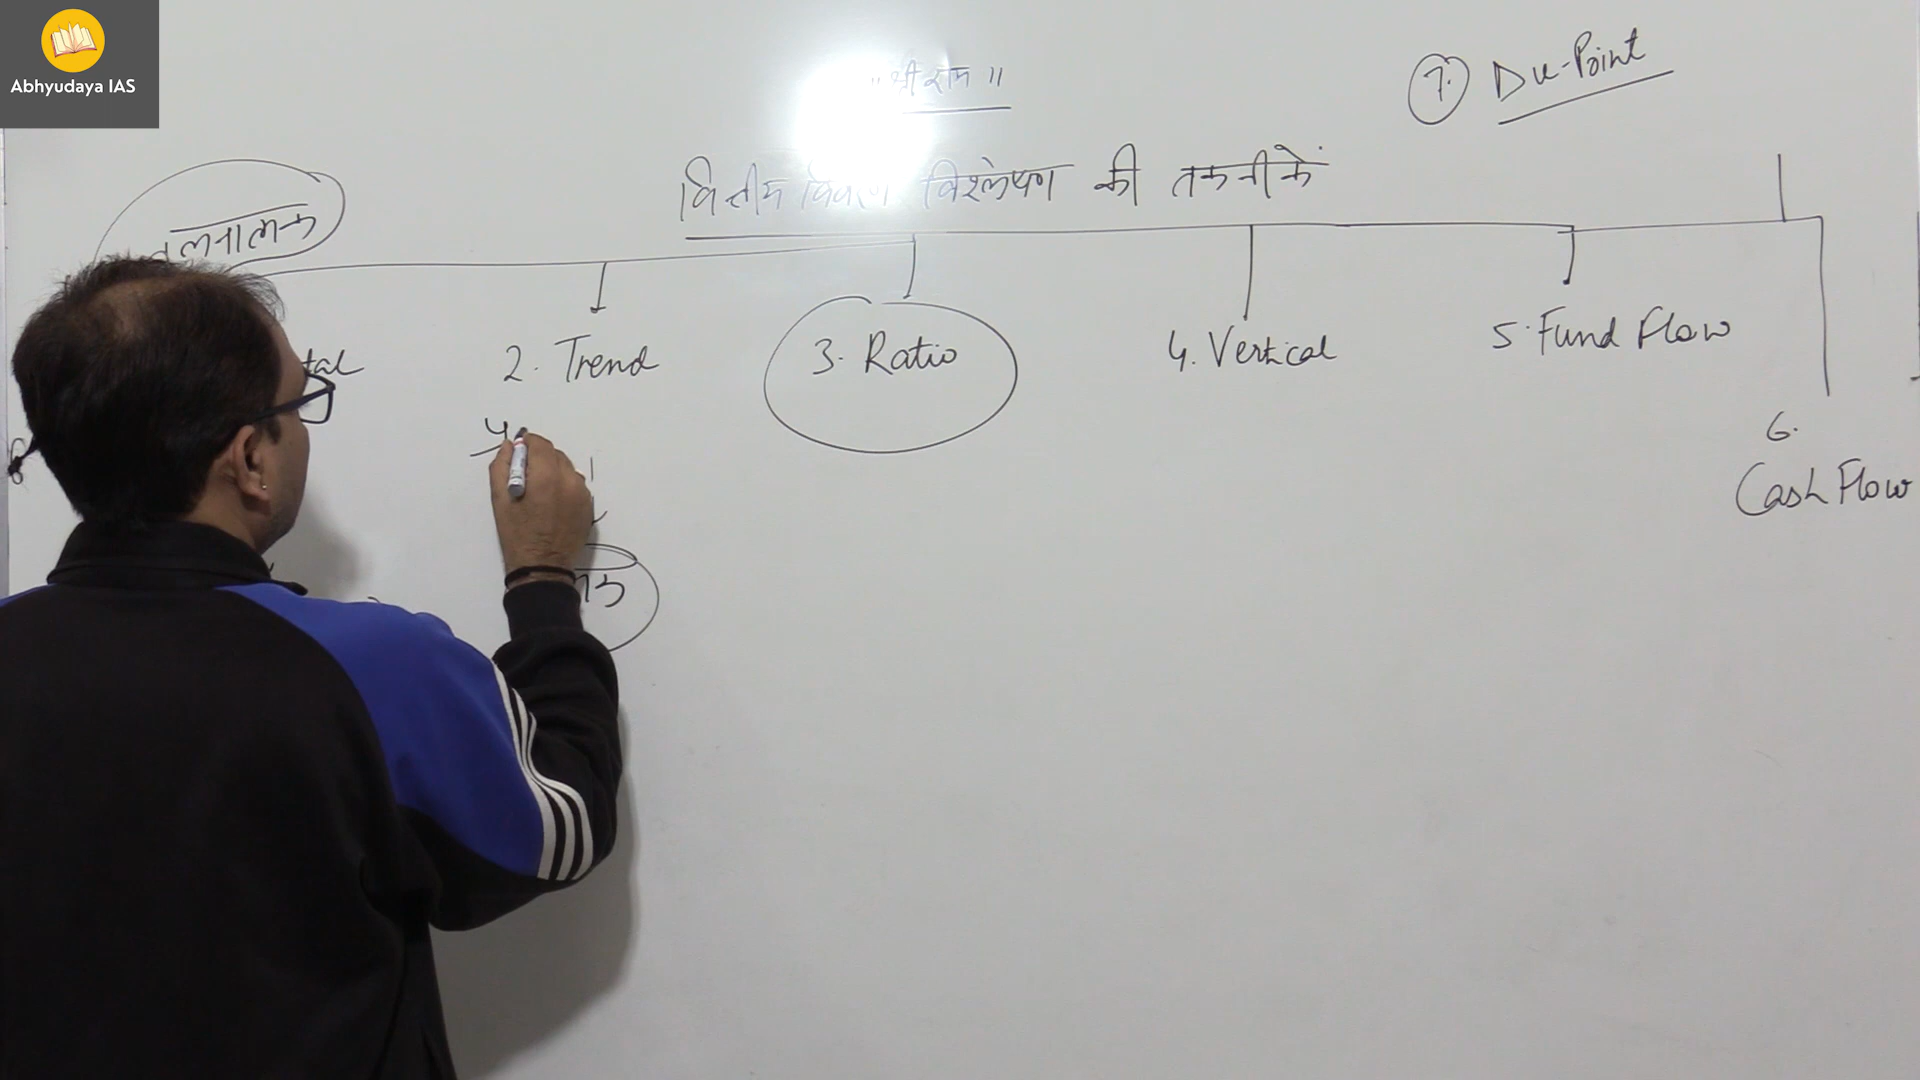 Abhyudaya IAS
॥ श्री राम ॥
7. Du-Point
वित्तीय विवरण विश्लेषण की तकनीकें
2. Trend
3. Ratio
4. Vertical
5. Fund Flow
6.
Cash Flow